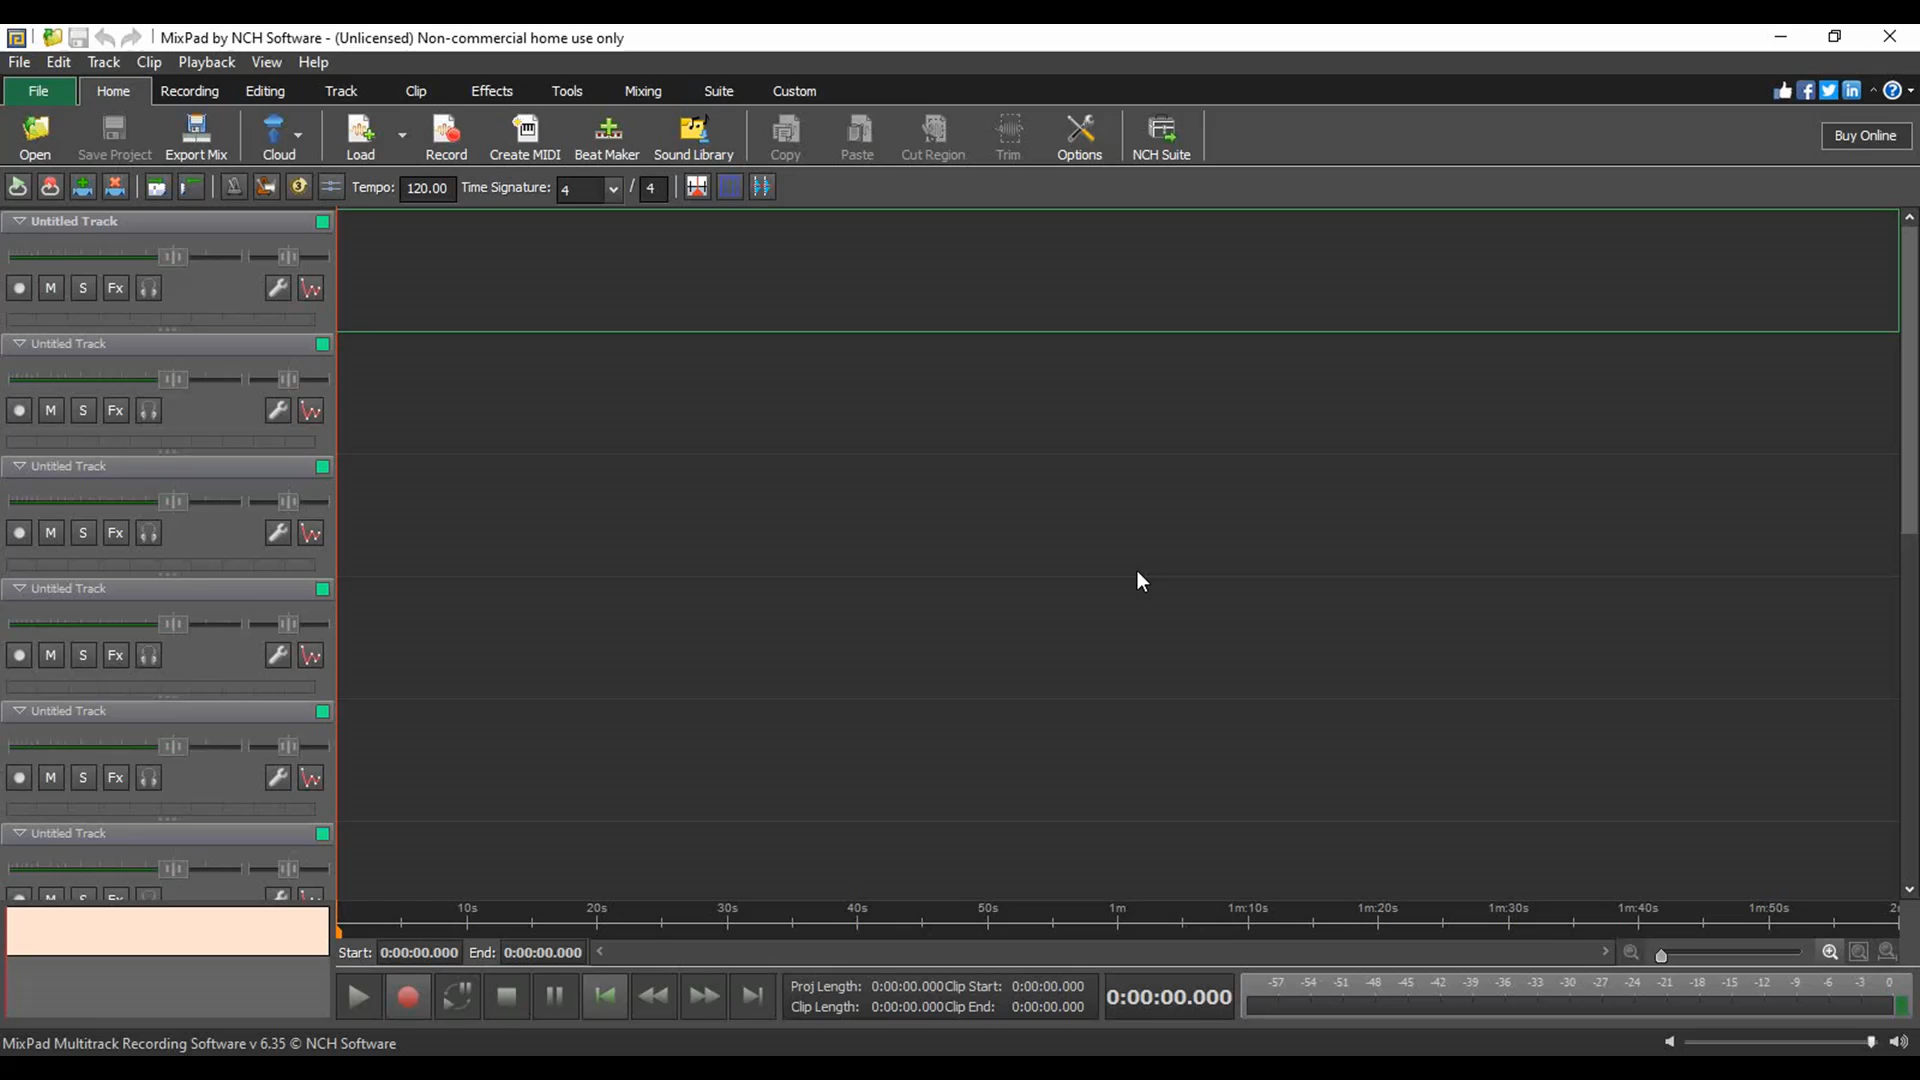 MixPad by NCH Software - (Unlicensed) Non-commercial home use only
File Edit Track Clip Playback View Help
File Home Recording Editing Track Clip Effects Tools Mixing Suite Custom
Open Save Project Export Mix Cloud Load Record Create MIDI Beat Maker Sound Library Copy Paste Cut Region Trim Options NCH Suite Buy Online
Tempo: 120.00 Time Signature: 4 / 4
Untitled Track
M S Fx
Untitled Track
M S Fx
Untitled Track
M S Fx
Untitled Track
M S Fx
Untitled Track
M S Fx
Untitled Track
M S Fx
10s 20s 30s 40s 50s 1m 1m:10s 1m:20s 1m:30s 1m:40s 1m:50s
Start: 0:00:00.000 End: 0:00:00.000
Proj Length: 0:00:00.000 Clip Start: 0:00:00.000
Clip Length: 0:00:00.000 Clip End: 0:00:00.000
0:00:00.000
-57 -54 -51 -48 -45 -42 -39 -36 -33 -30 -27 -24 -21 -18 -15 -12 -9 -6 -3 0
MixPad Multitrack Recording Software v 6.35 © NCH Software